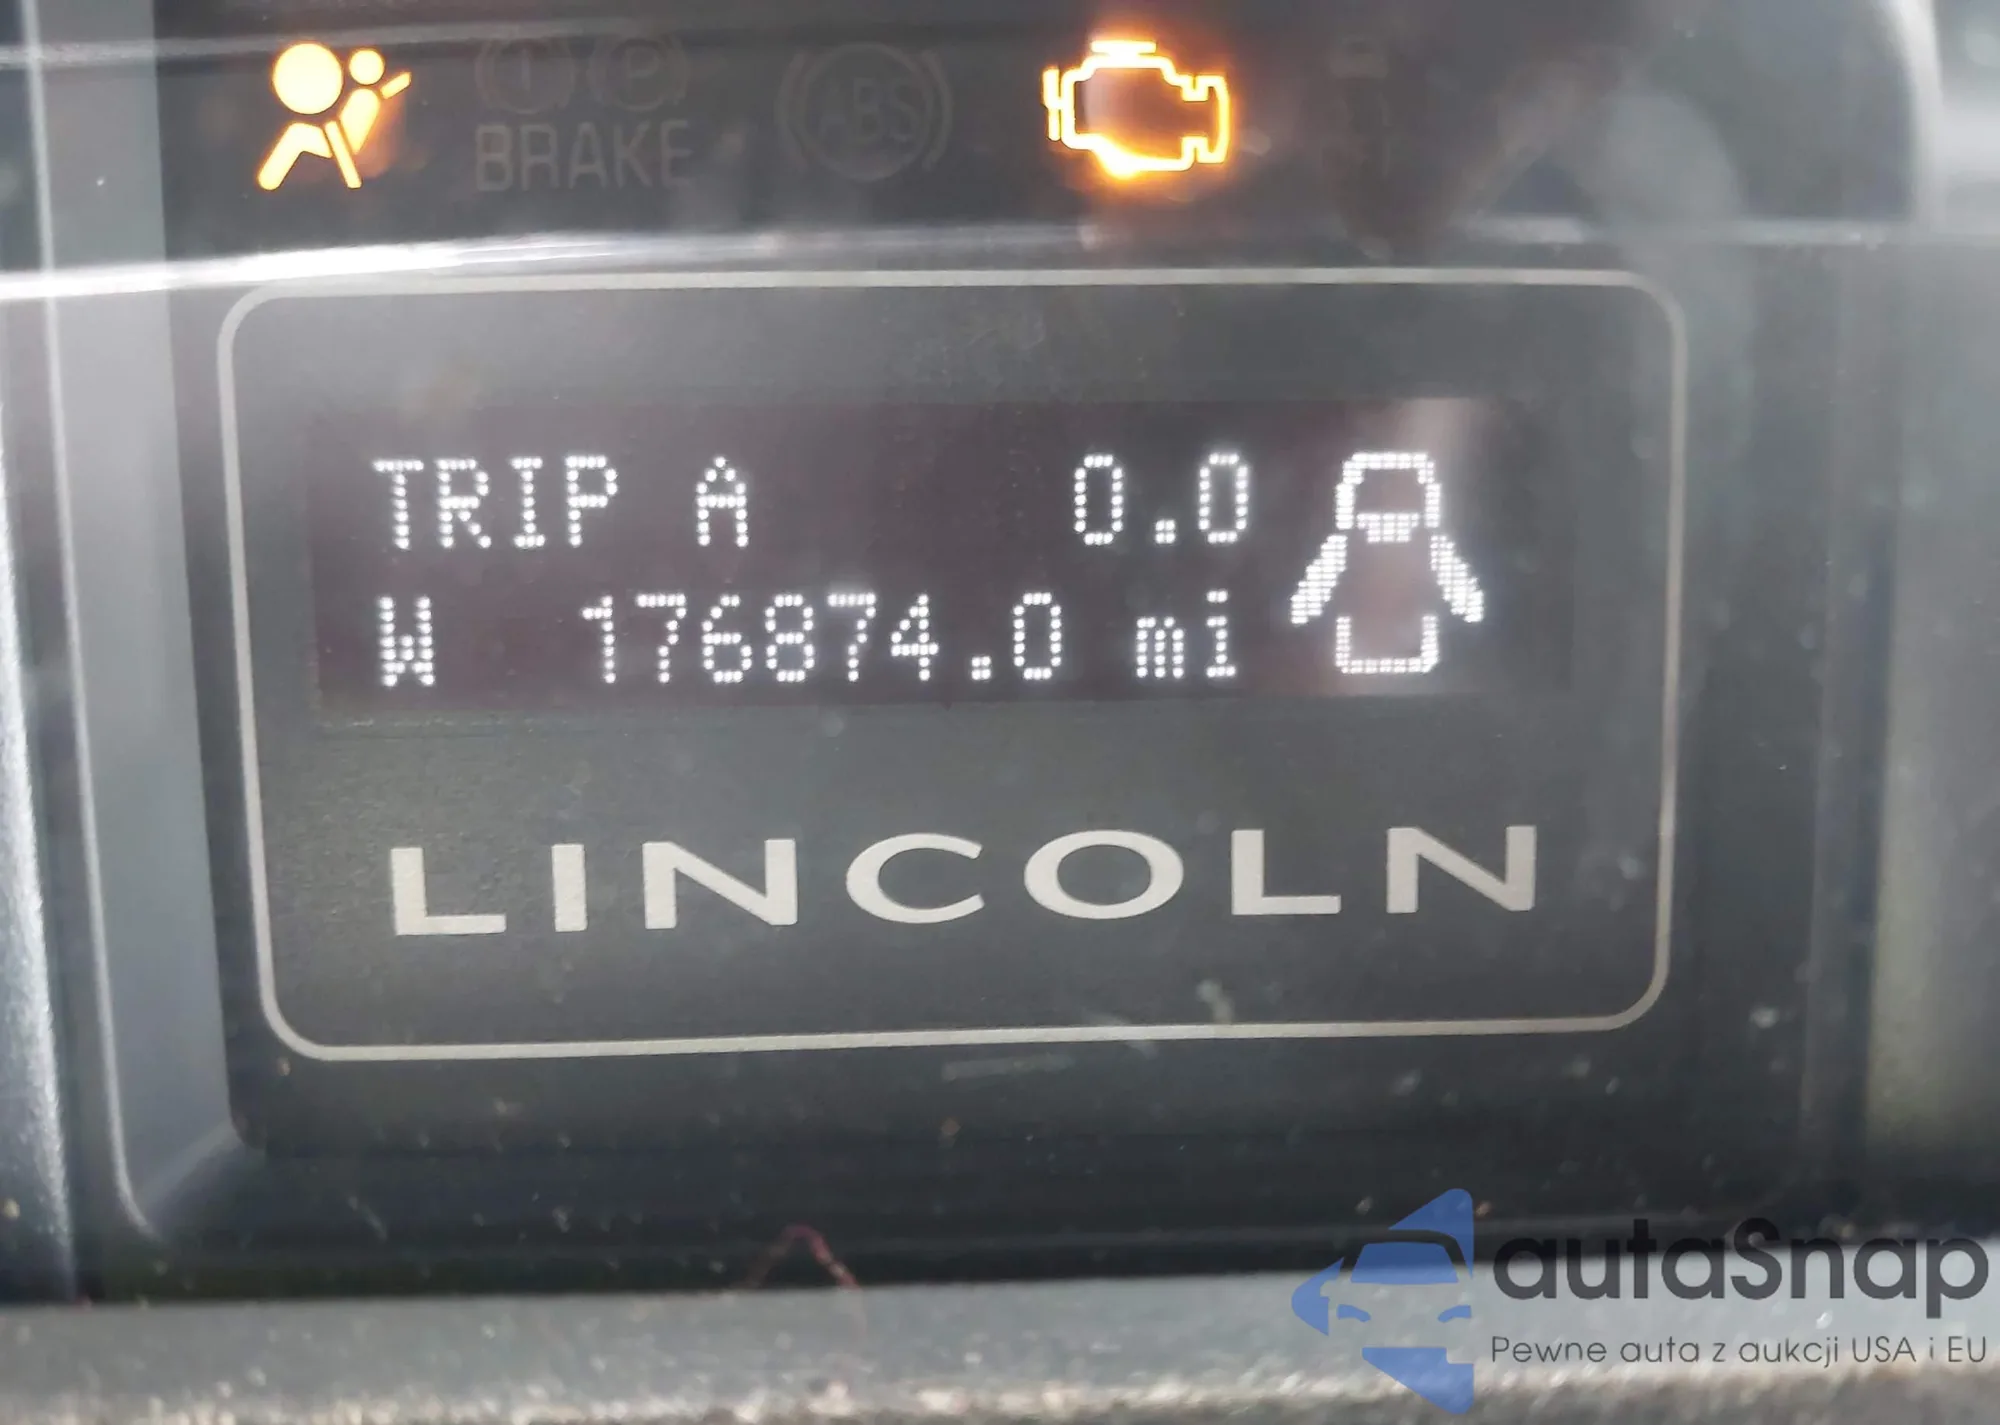 BRAKE
ABS
TRIP A 0.0
W 176874.0 mi
LINCOLN
autaSnap
Pewne auta z aukcji USA i EU